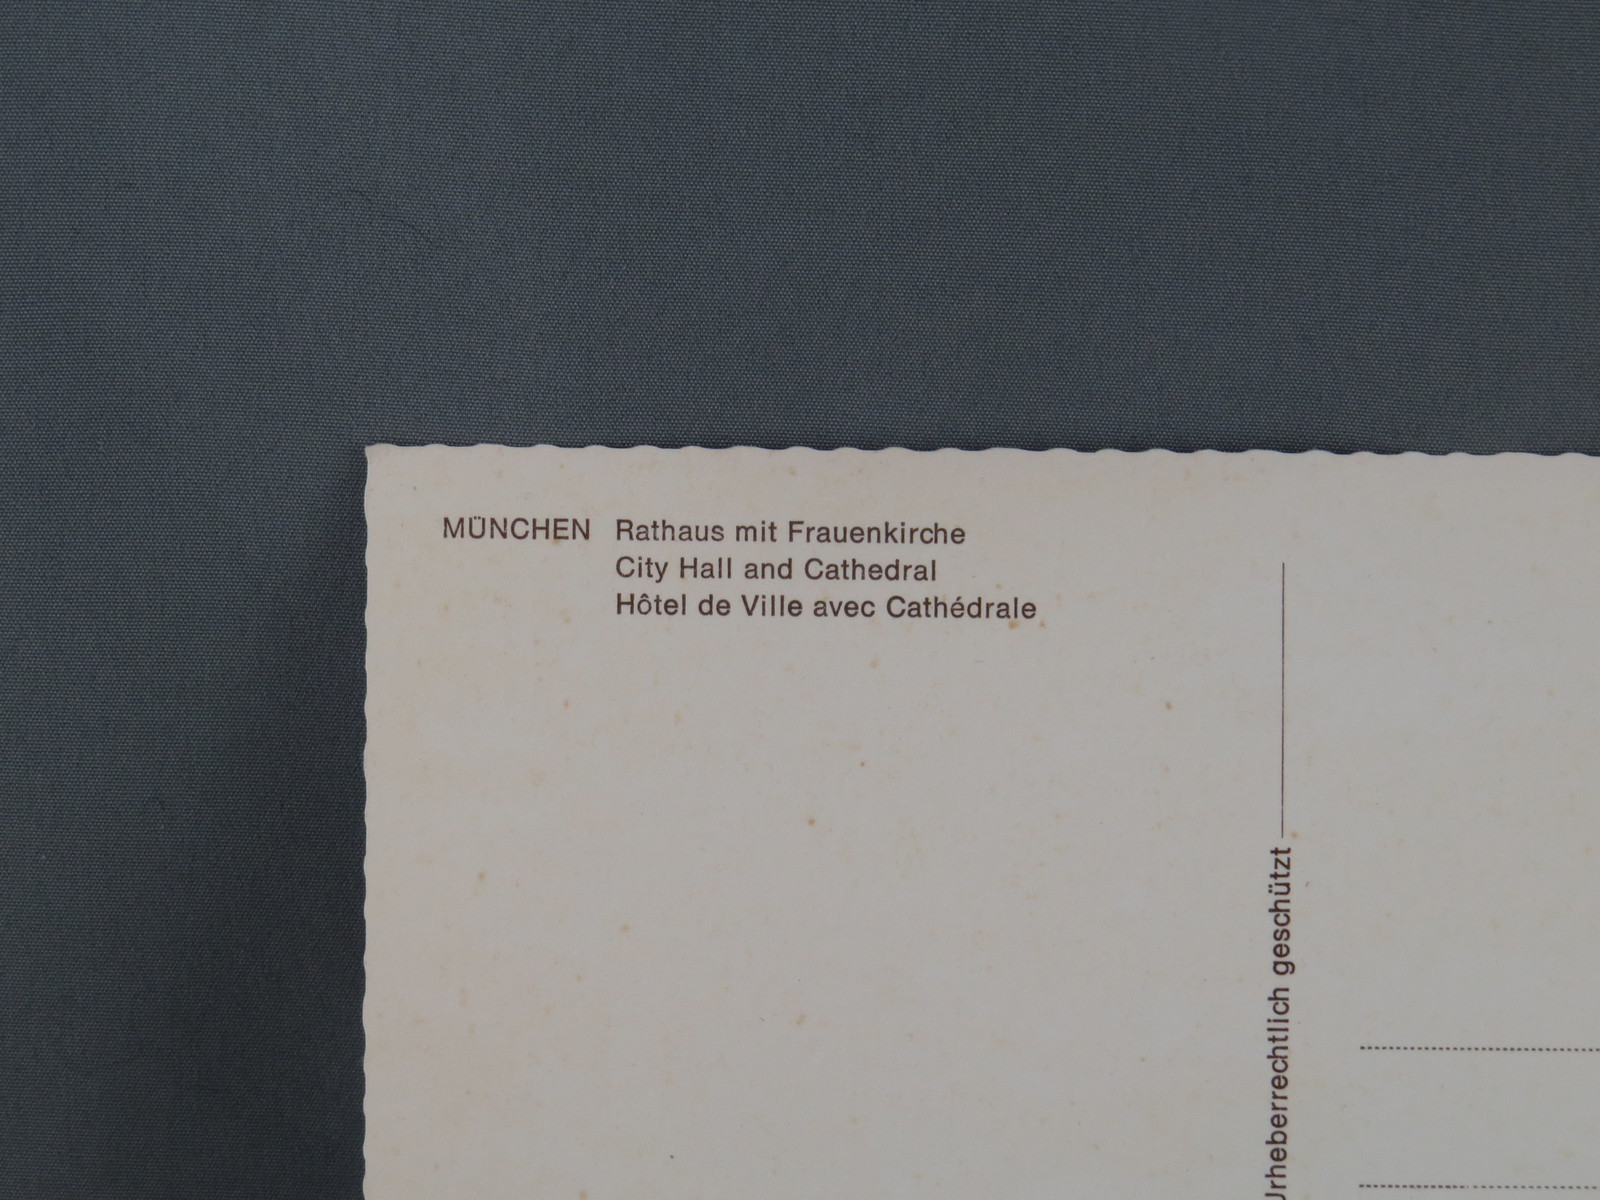 MÜNCHEN Rathaus mit Frauenkirche
City Hall and Cathedral
Hôtel de Ville avec Cathédrale
Urheberrechtlich geschützt